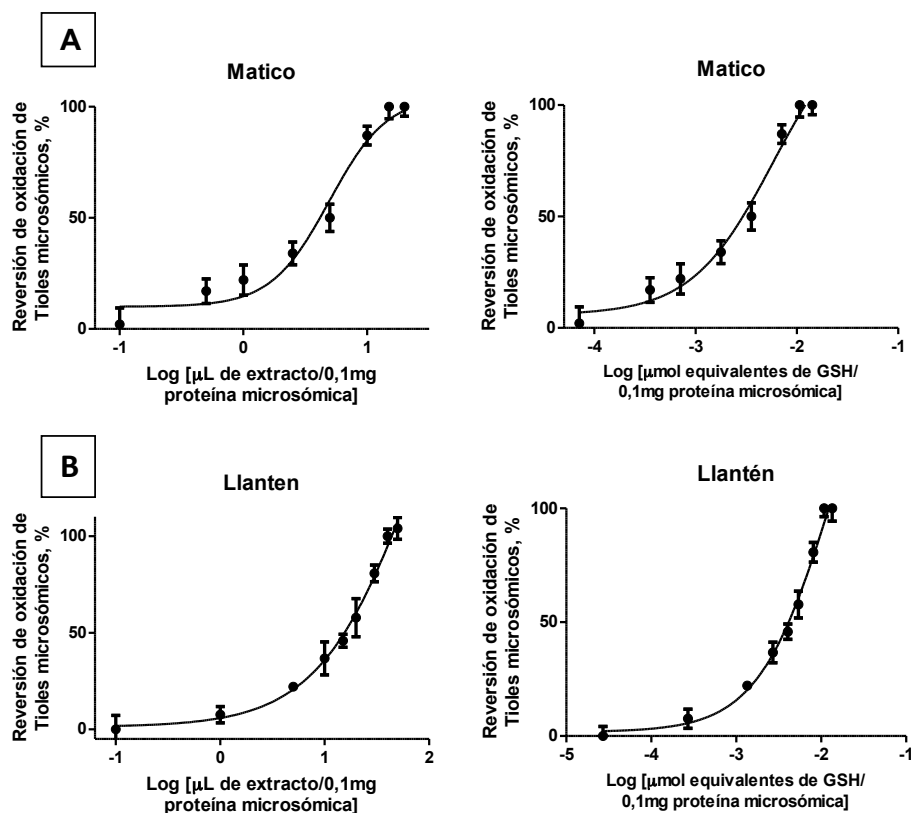 A
Matico
Reversión de oxidación de
Tioles microsómicos, %
100
50
0
-1
0
1
Log [μL de extracto/0,1mg
proteína microsómica]
Matico
Reversión de oxidación de
Tioles microsómicos, %
100
50
0
-4
-3
-2
-1
Log [μmol equivalentes de GSH/
0,1mg proteína microsómica]
B
Llanten
Reversión de oxidación de
Tioles microsómicos, %
100
50
0
-1
0
1
2
Log [μL de extracto/0,1mg
proteína microsómica]
Llantén
Reversión de oxidación de
Tioles microsómicos, %
100
50
0
-5
-4
-3
-2
-1
Log [μmol equivalentes de GSH/
0,1mg proteína microsómica]